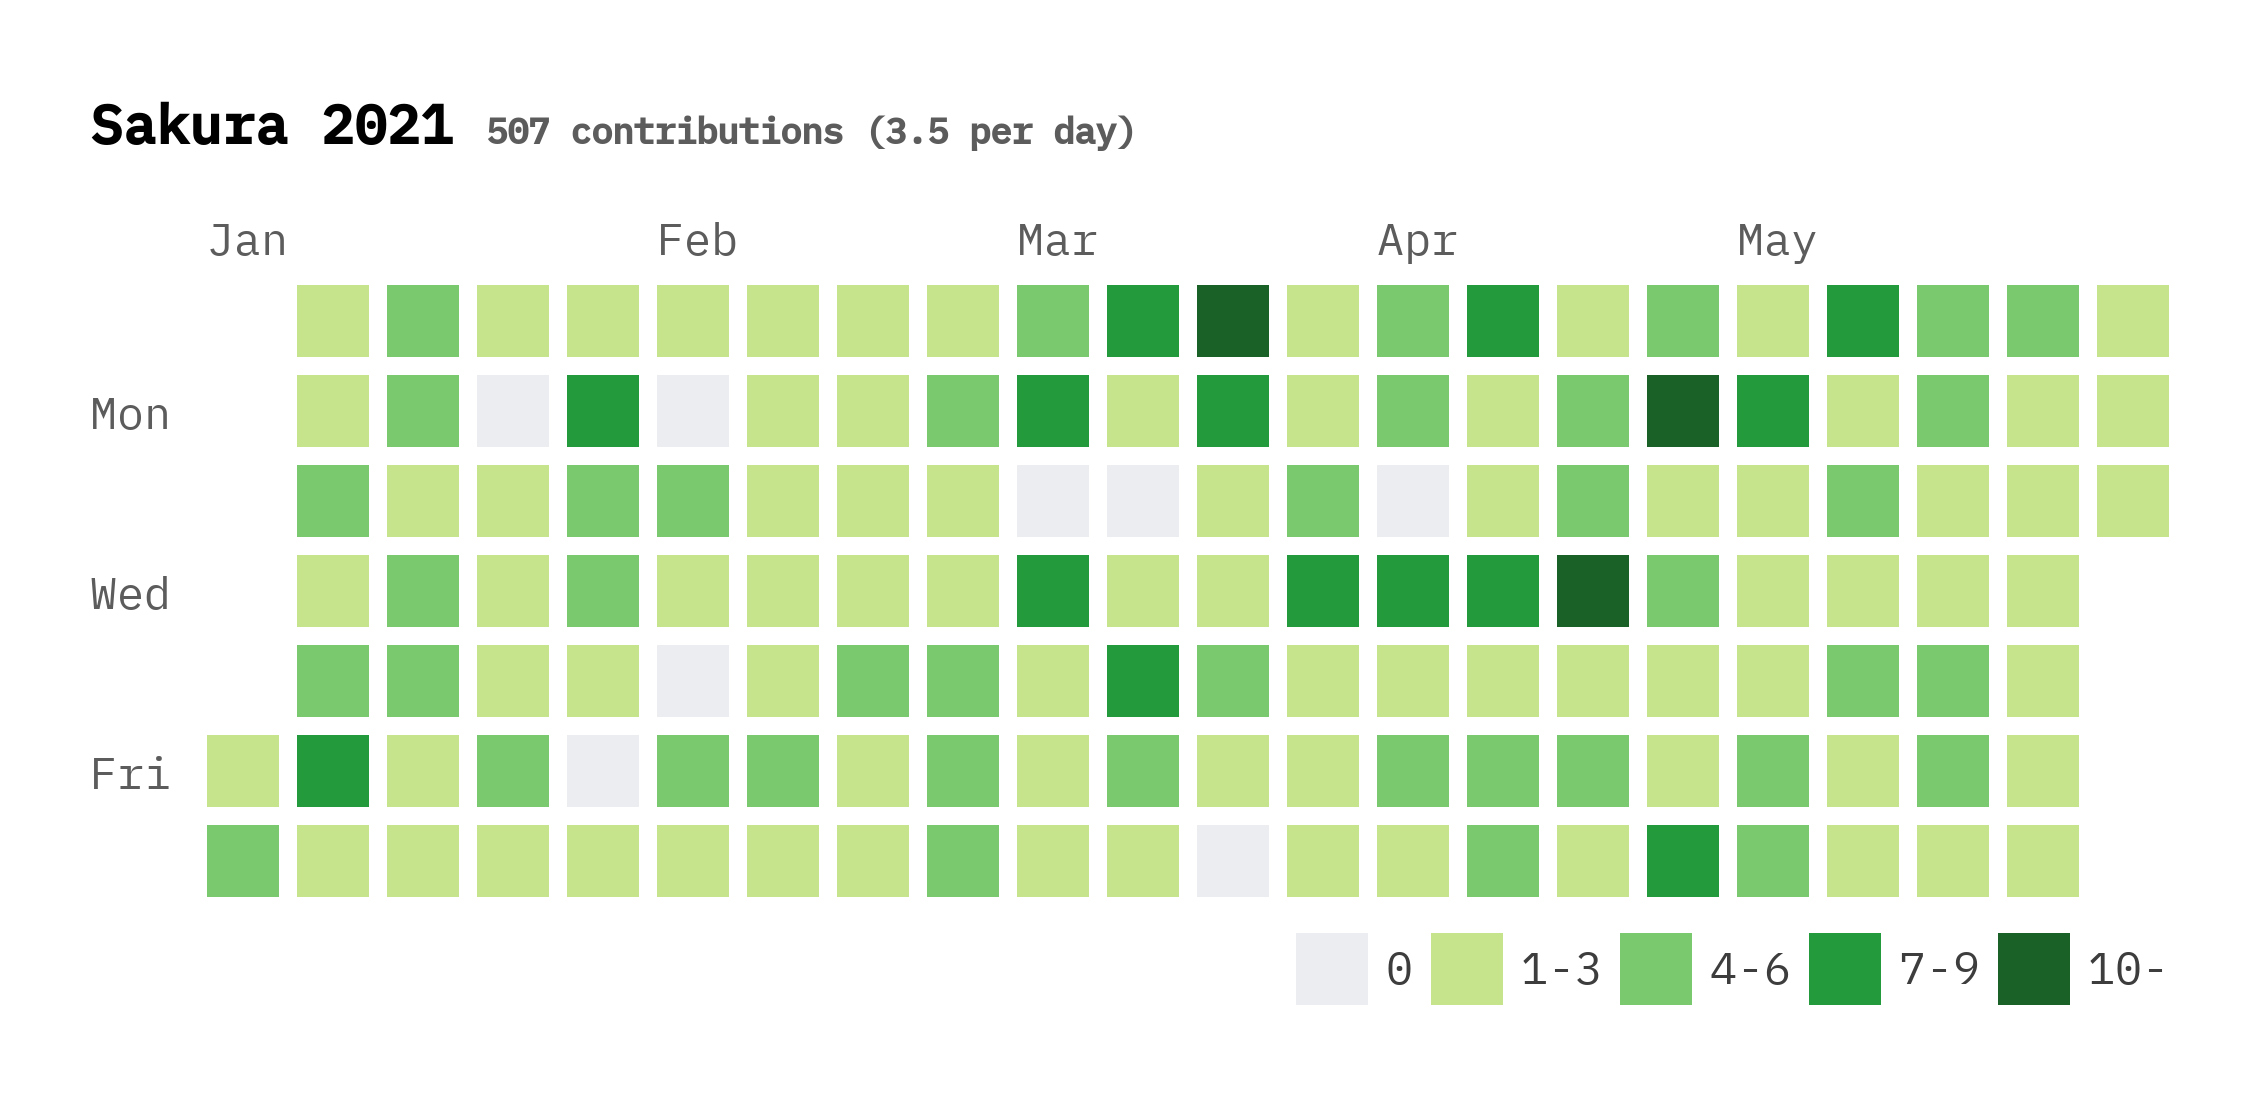 Sakura 2021 507 contributions (3.5 per day)
Jan Feb Mar Apr May
Mon
Wed
Fri
0 1-3 4-6 7-9 10-